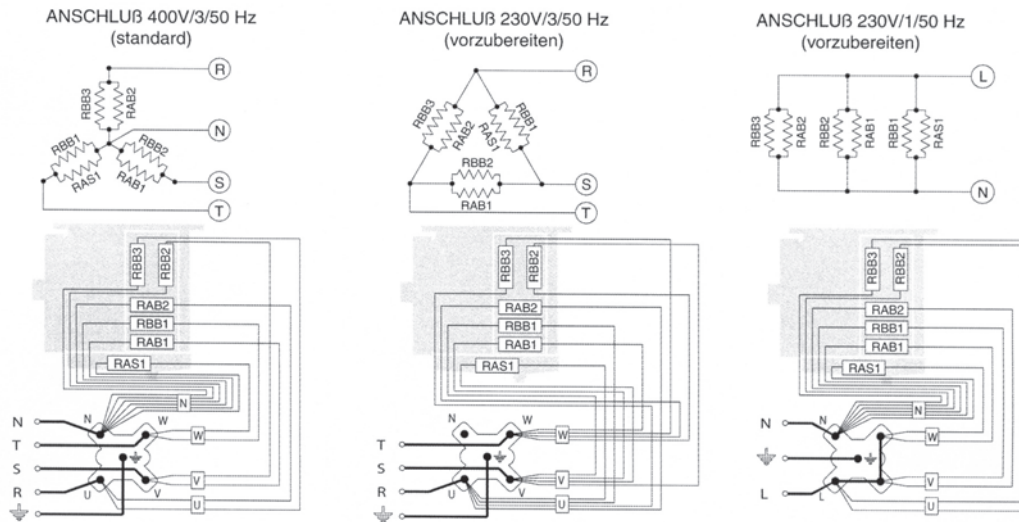 ANSCHLUß 400V/3/50 Hz
(standard)
R
RBB3
RAB2
N
RBB1
RAS1
RBB2
RAB1
S
T
RBB3
RBB2
RAB2
RBB1
RAB1
RAS1
N
N
N
W
W
T
S
V
V
R
U
U
ANSCHLUß 230V/3/50 Hz
(vorzubereiten)
R
RBB3
RAB2
RBB1
RAS1
RBB2
RAB1
S
T
RBB3
RBB2
RAB2
RBB1
RAB1
RAS1
N
W
W
T
S
V
V
R
U
U
ANSCHLUß 230V/1/50 Hz
(vorzubereiten)
L
RBB3
RAB2
RBB2
RAB1
RBB1
RAS1
N
RBB3
RBB2
RAB2
RBB1
RAB1
RAS1
N
N
N
W
V
L
L
U